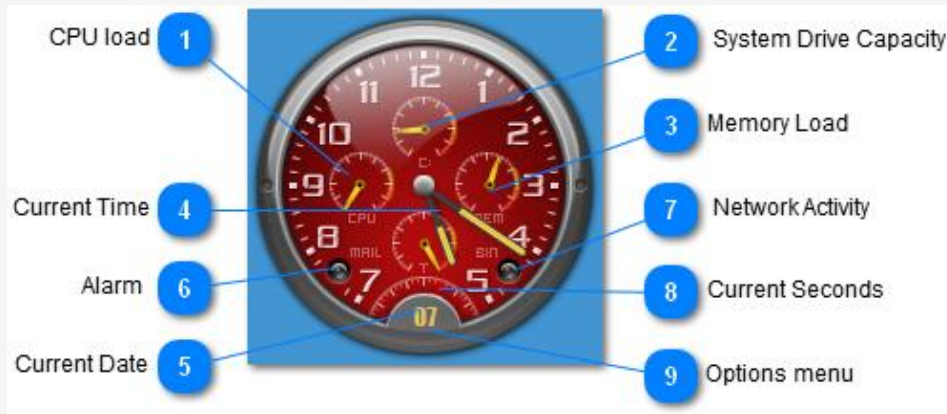 CPU load 1
2 System Drive Capacity
3 Memory Load
Current Time 4
7 Network Activity
Alarm 6
8 Current Seconds
Current Date 5
9 Options menu
12
11 1
10 2
C:
9 3
CPU MEM
8 4
MAIL BIN
T
7 5
07